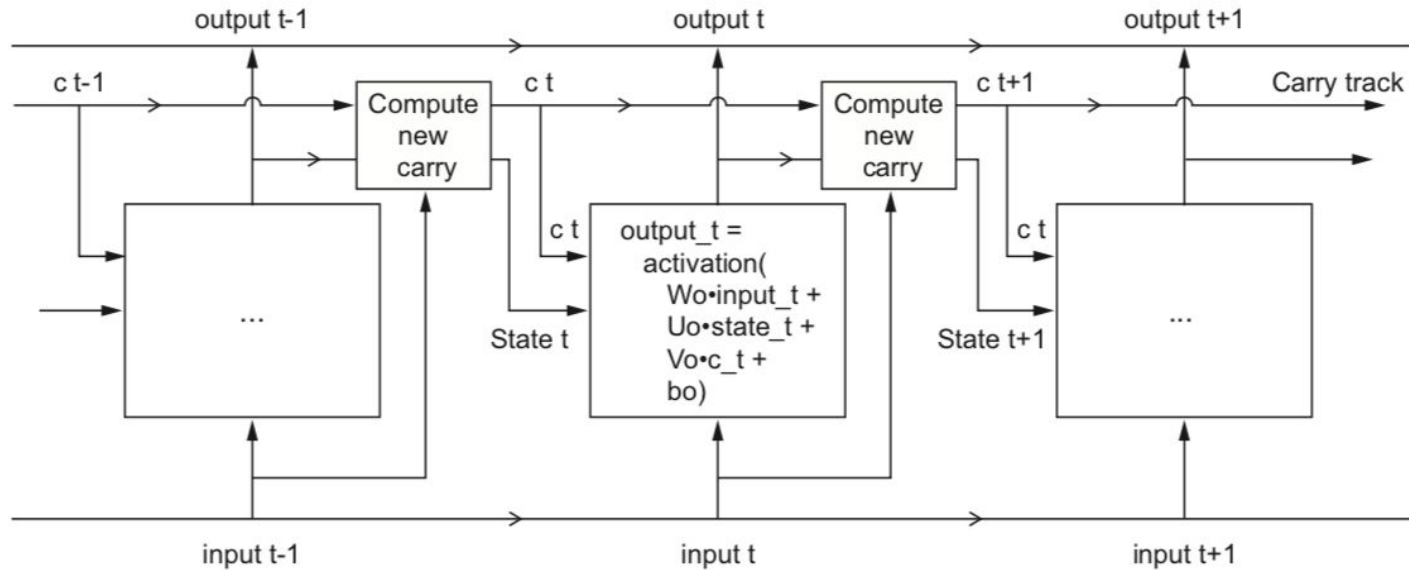 output t-1
output t
output t+1
c t-1
c t
c t+1
Carry track
Compute
new
carry
Compute
new
carry
c t
c t
output_t =
activation(
Wo•input_t +
Uo•state_t +
Vo•c_t +
bo)
...
...
State t
State t+1
input t-1
input t
input t+1